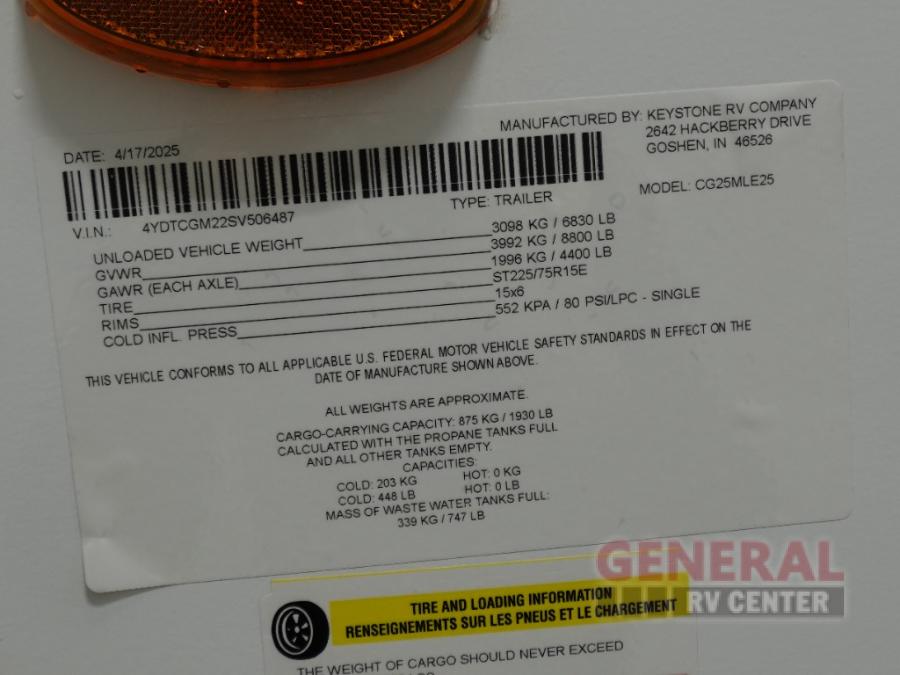 MANUFACTURED BY: KEYSTONE RV COMPANY
2642 HACKBERRY DRIVE
GOSHEN, IN 46526
DATE: 4/17/2025
V.I.N.: 4YDTCGM22SV506487
TYPE: TRAILER
MODEL: CG25MLE25
UNLOADED VEHICLE WEIGHT 3098 KG / 6830 LB
GVWR 3992 KG / 8800 LB
GAWR (EACH AXLE) 1996 KG / 4400 LB
TIRE ST225/75R15E
RIMS 15x6
COLD INFL. PRESS 552 KPA / 80 PSI/LPC - SINGLE
THIS VEHICLE CONFORMS TO ALL APPLICABLE U.S. FEDERAL MOTOR VEHICLE SAFETY STANDARDS IN EFFECT ON THE
DATE OF MANUFACTURE SHOWN ABOVE.
ALL WEIGHTS ARE APPROXIMATE.
CARGO-CARRYING CAPACITY: 875 KG / 1930 LB
CALCULATED WITH THE PROPANE TANKS FULL
AND ALL OTHER TANKS EMPTY.
CAPACITIES:
COLD: 203 KG HOT: 0 KG
COLD: 448 LB HOT: 0 LB
MASS OF WASTE WATER TANKS FULL:
339 KG / 747 LB
GENERAL
RV CENTER
TIRE AND LOADING INFORMATION
RENSEIGNEMENTS SUR LES PNEUS ET LE CHARGEMENT
THE WEIGHT OF CARGO SHOULD NEVER EXCEED